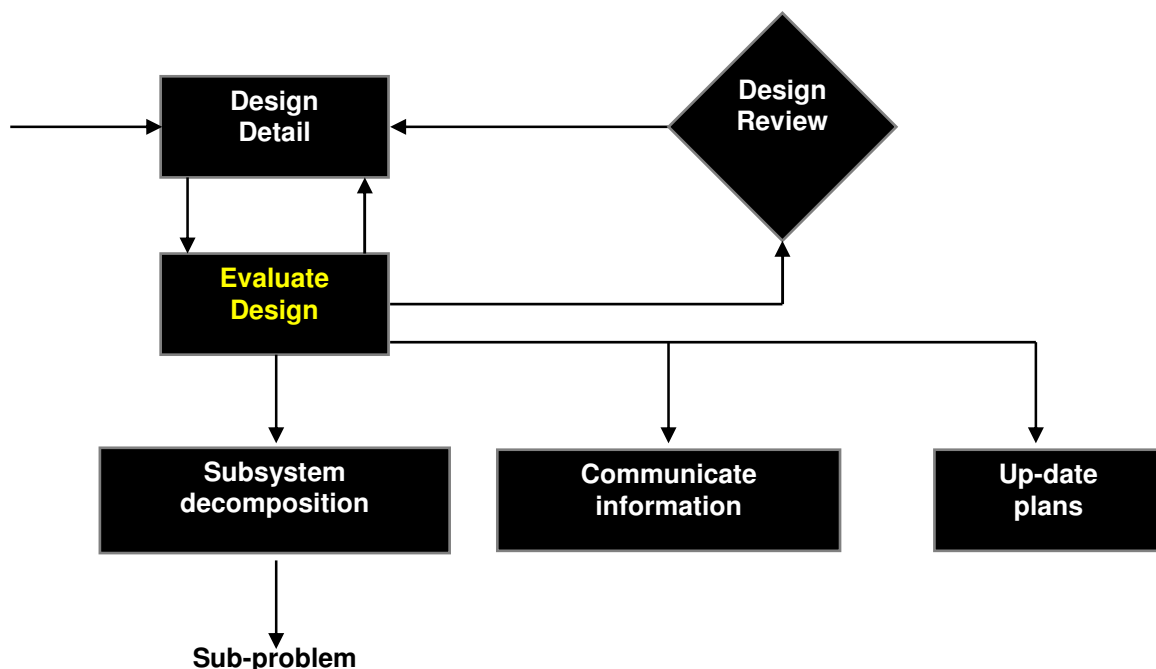 Design
Detail
Design
Review
Evaluate
Design
Subsystem
decomposition
Communicate
information
Up-date
plans
Sub-problem